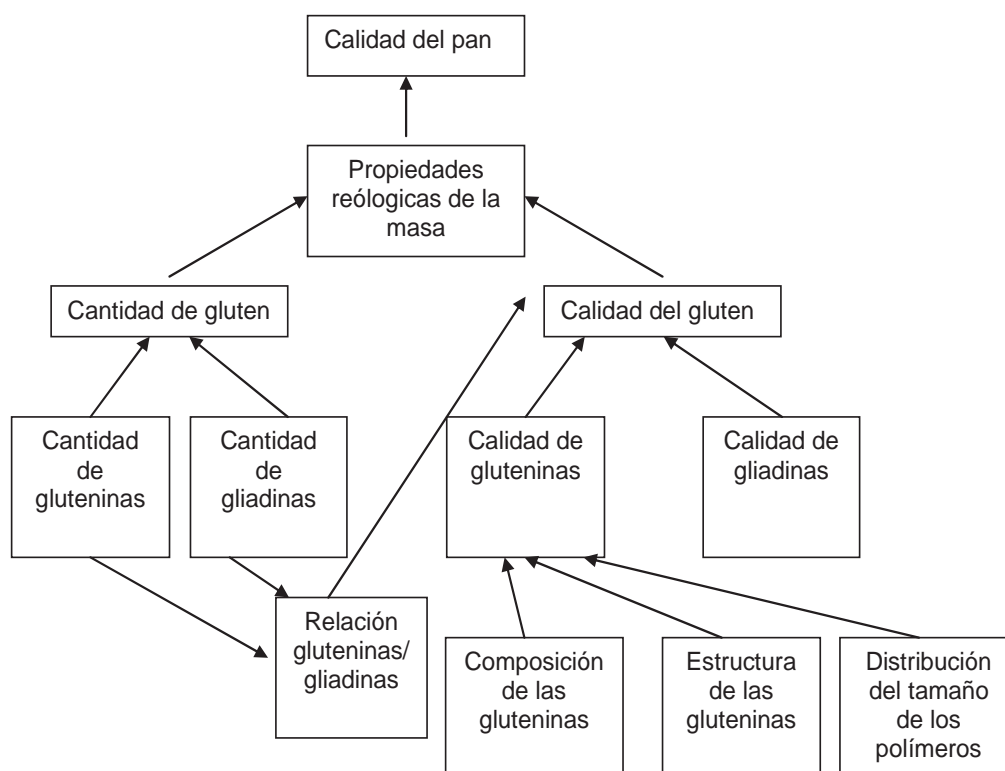 Calidad del pan
Propiedades
reólogicas de la
masa
Cantidad de gluten
Calidad del gluten
Cantidad
de
gluteninas
Cantidad
de
gliadinas
Calidad de
gluteninas
Calidad de
gliadinas
Relación
gluteninas/
gliadinas
Composición
de las
gluteninas
Estructura
de las
gluteninas
Distribución
del tamaño
de los
polímeros